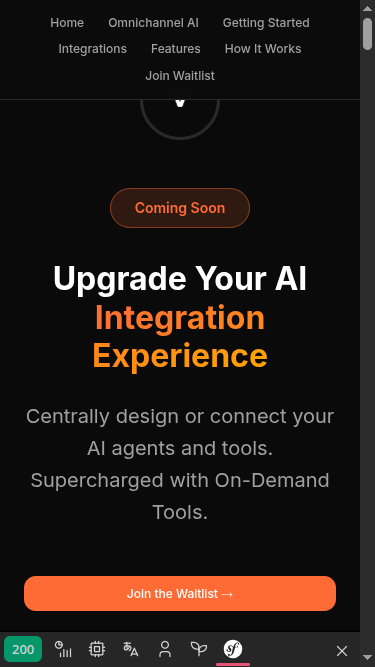 Home Omnichannel AI Getting Started
Integrations Features How It Works
Join Waitlist
Coming Soon
Upgrade Your AI
Integration
Experience
Centrally design or connect your
AI agents and tools.
Supercharged with On-Demand
Tools.
Join the Waitlist →
200